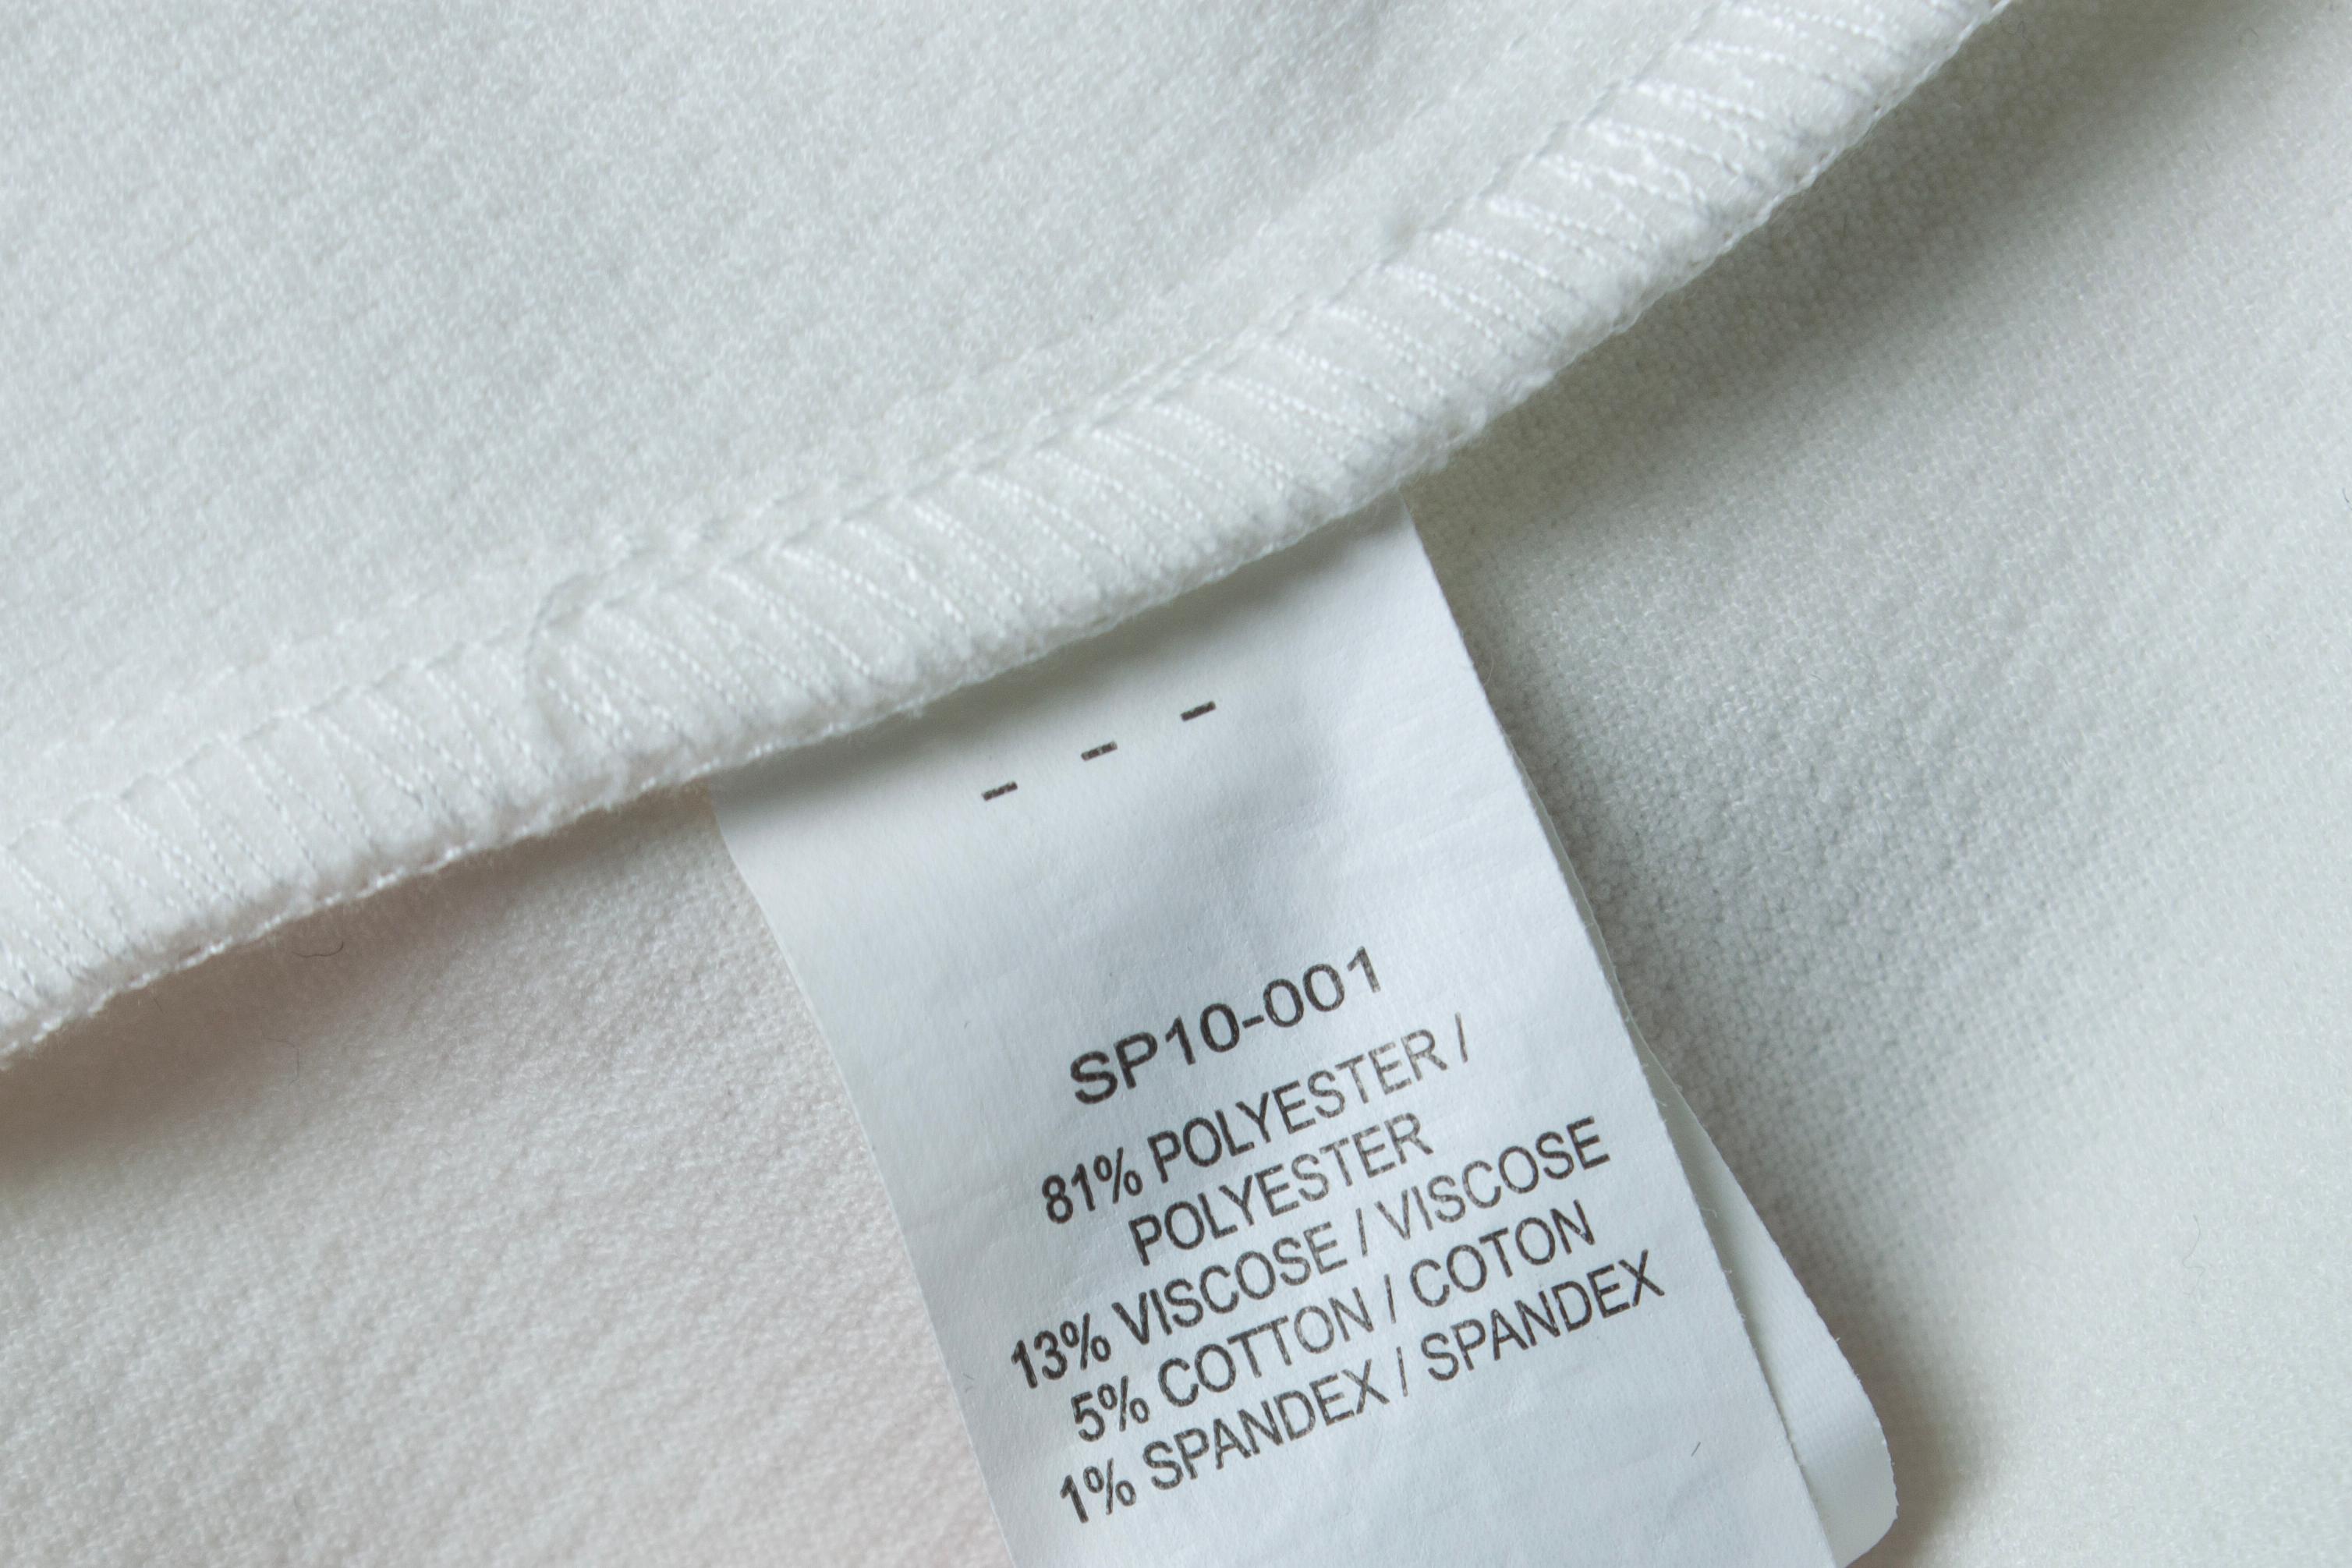 - - -
SP10-001
81% POLYESTER /
POLYESTER
13% VISCOSE / VISCOSE
5% COTTON / COTON
1% SPANDEX / SPANDEX